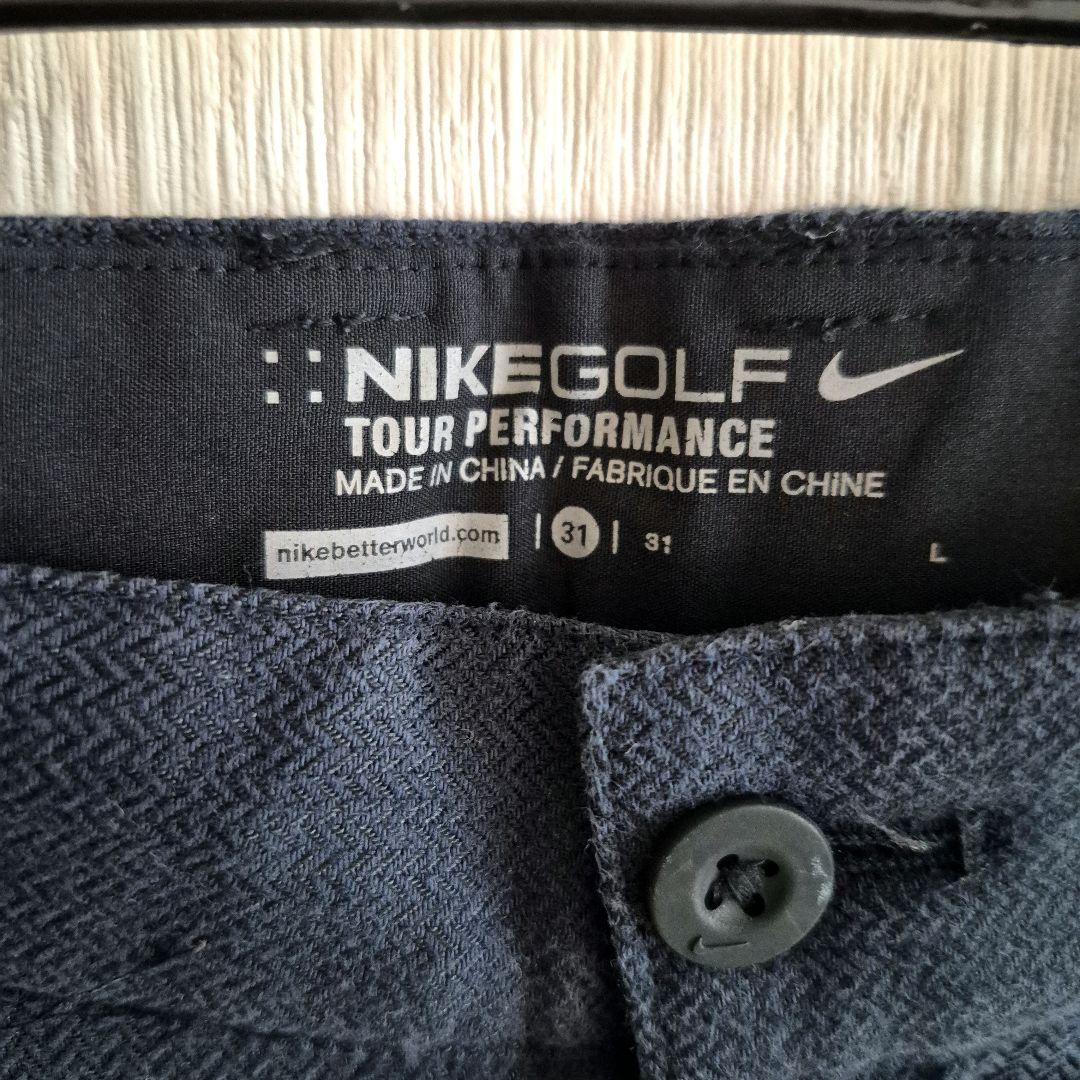 NIKEGOLF
TOUR PERFORMANCE
MADE IN CHINA / FABRIQUE EN CHINE
nikebetterworld.com | 31 | 31 L